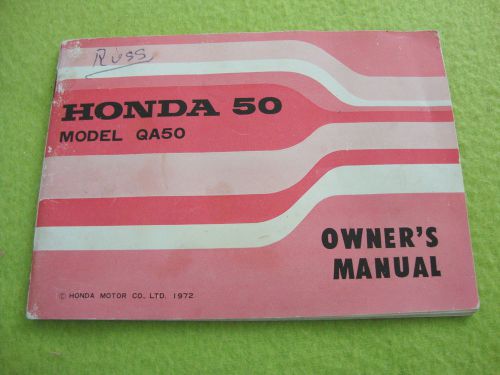 Russ
HONDA 50
MODEL QA50
OWNER'S
MANUAL
© HONDA MOTOR CO., LTD. 1972